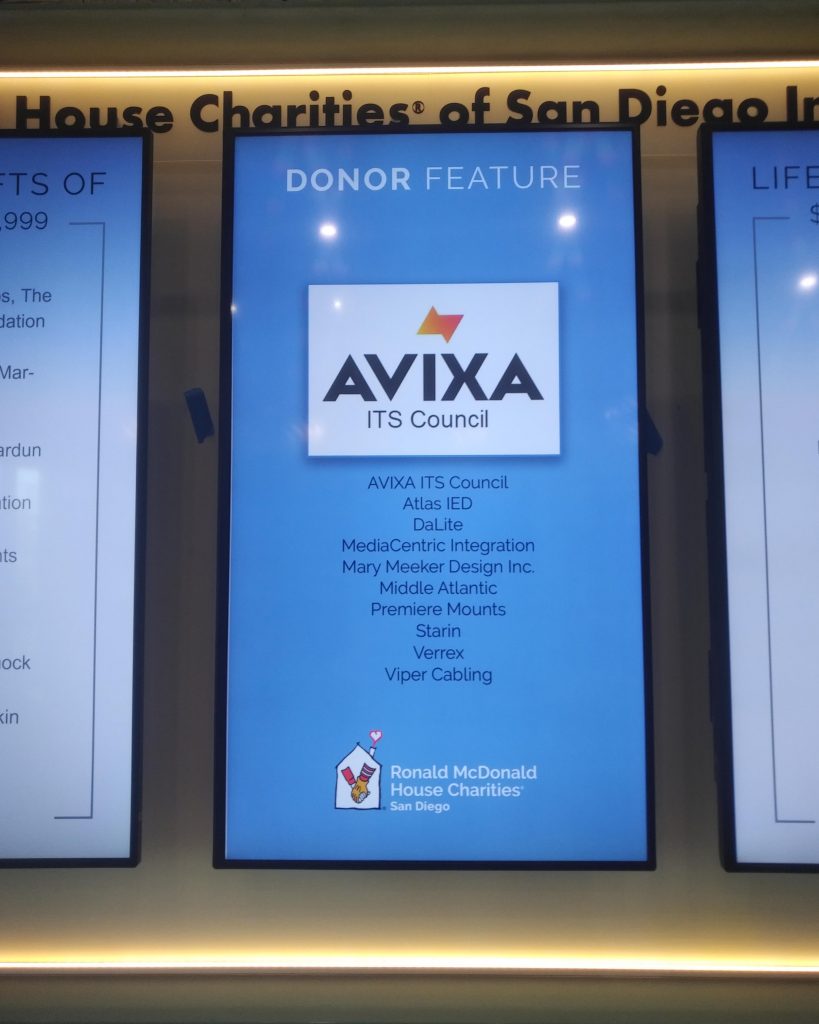 House Charities® of San Diego In
FTS OF
,999
s, The
dation
Mar-
ardun
ution
nts
nock
kin
DONOR FEATURE
AVIXA
ITS Council
AVIXA ITS Council
Atlas IED
DaLite
MediaCentric Integration
Mary Meeker Design Inc.
Middle Atlantic
Premiere Mounts
Starin
Verrex
Viper Cabling
Ronald McDonald
House Charities®
San Diego
LIFE
$